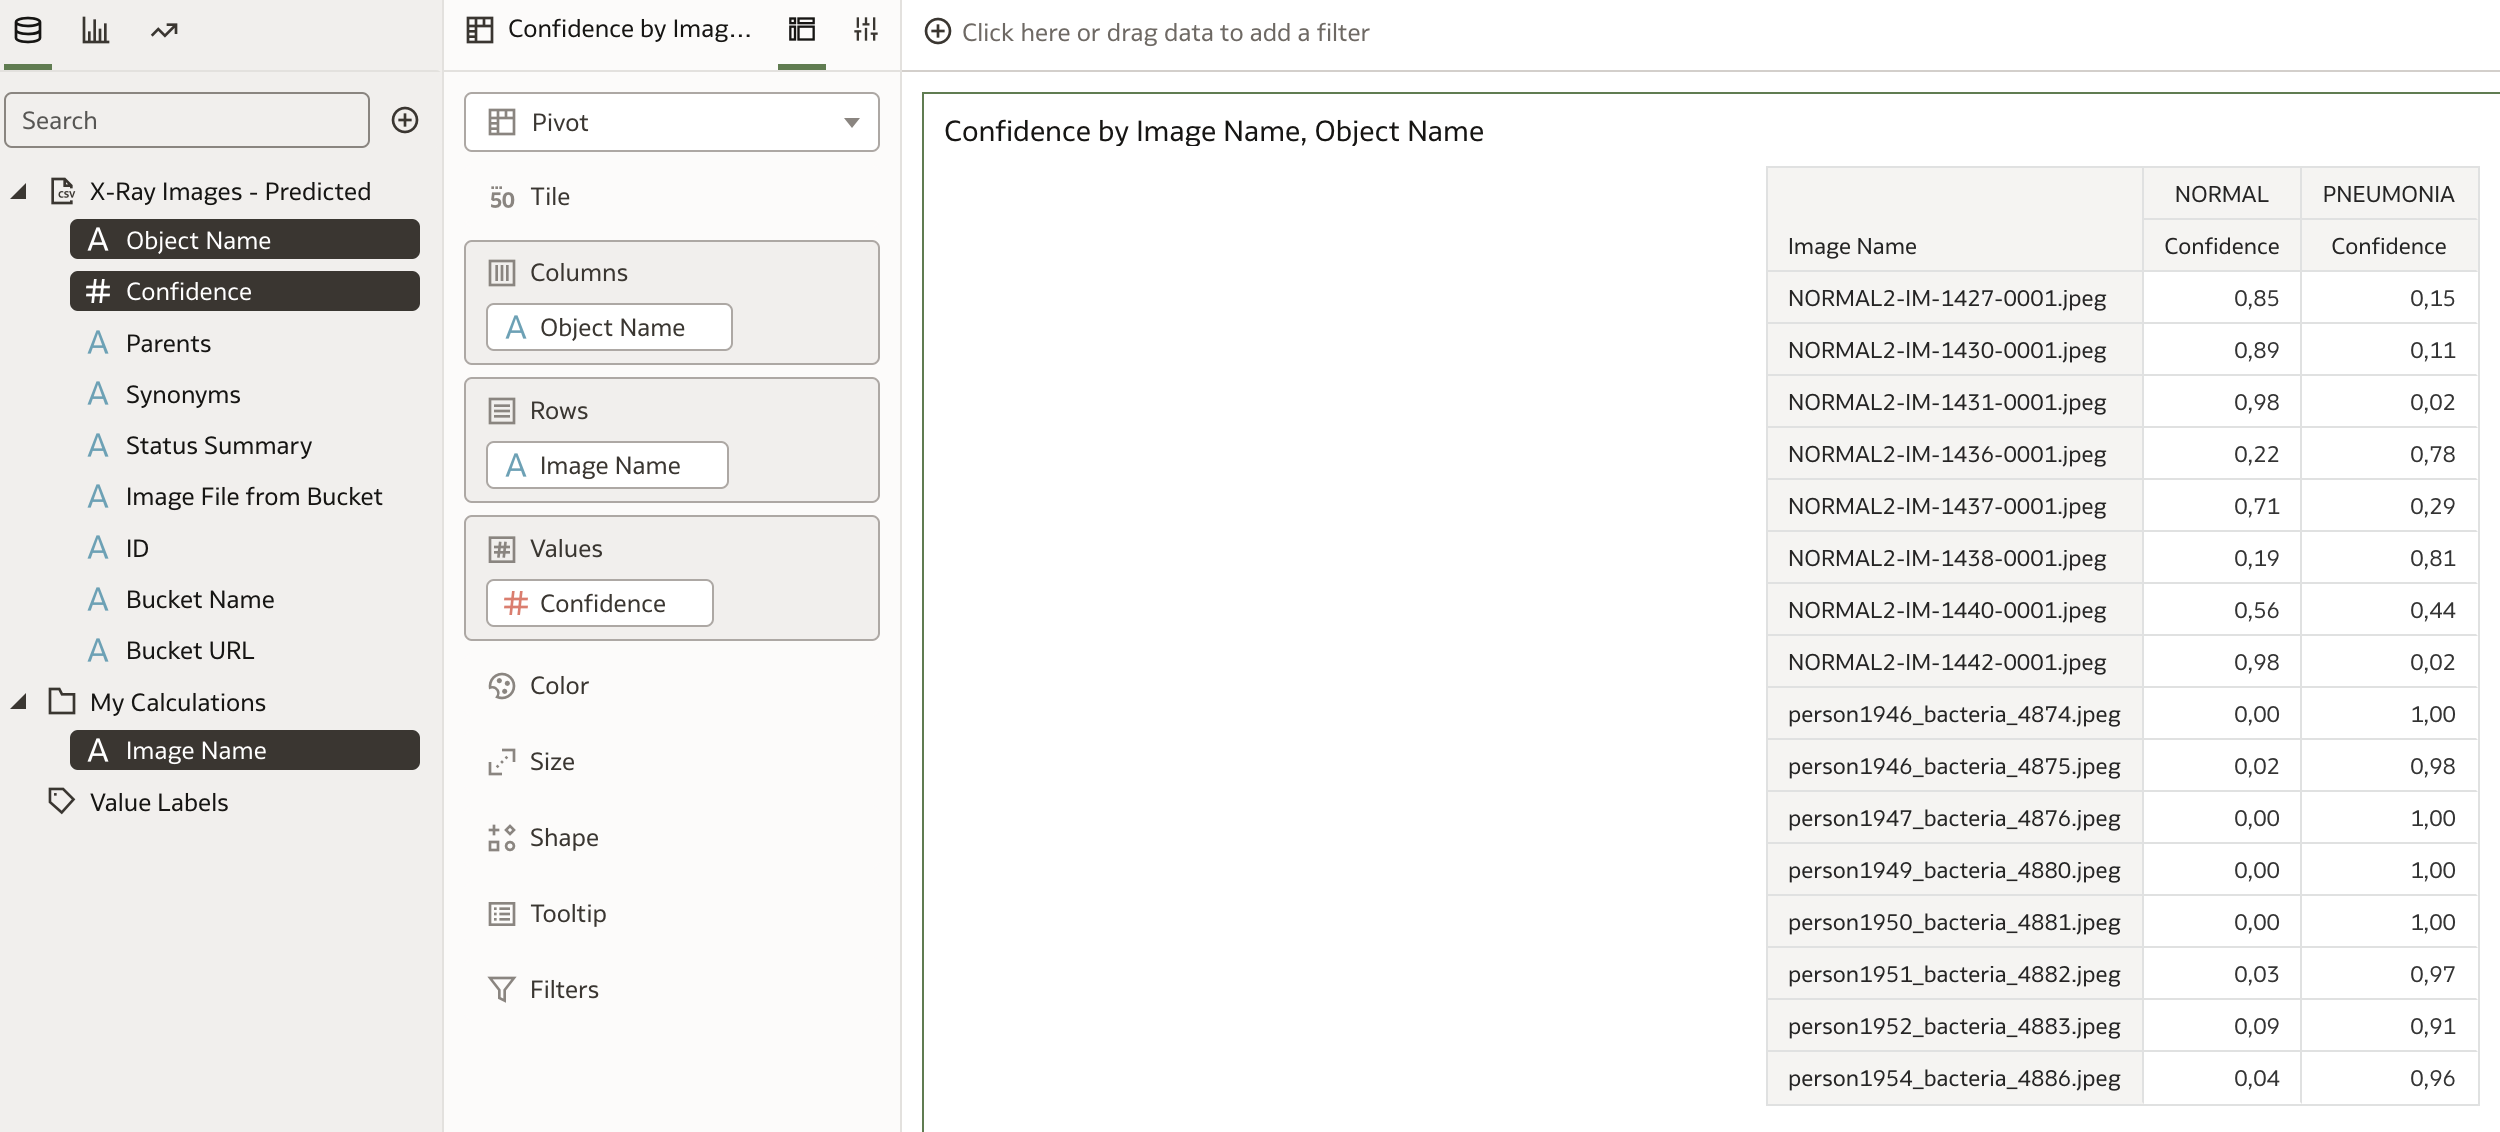 Search
X-Ray Images - Predicted
A Object Name
# Confidence
A Parents
A Synonyms
A Status Summary
A Image File from Bucket
A ID
A Bucket Name
A Bucket URL
My Calculations
A Image Name
Value Labels
Confidence by Imag...
Pivot
50 Tile
Columns
A Object Name
Rows
A Image Name
# Values
# Confidence
Color
Size
Shape
Tooltip
Filters
Click here or drag data to add a filter
Confidence by Image Name, Object Name
NORMAL PNEUMONIA
Image Name Confidence Confidence
NORMAL2-IM-1427-0001.jpeg 0,85 0,15
NORMAL2-IM-1430-0001.jpeg 0,89 0,11
NORMAL2-IM-1431-0001.jpeg 0,98 0,02
NORMAL2-IM-1436-0001.jpeg 0,22 0,78
NORMAL2-IM-1437-0001.jpeg 0,71 0,29
NORMAL2-IM-1438-0001.jpeg 0,19 0,81
NORMAL2-IM-1440-0001.jpeg 0,56 0,44
NORMAL2-IM-1442-0001.jpeg 0,98 0,02
person1946_bacteria_4874.jpeg 0,00 1,00
person1946_bacteria_4875.jpeg 0,02 0,98
person1947_bacteria_4876.jpeg 0,00 1,00
person1949_bacteria_4880.jpeg 0,00 1,00
person1950_bacteria_4881.jpeg 0,00 1,00
person1951_bacteria_4882.jpeg 0,03 0,97
person1952_bacteria_4883.jpeg 0,09 0,91
person1954_bacteria_4886.jpeg 0,04 0,96